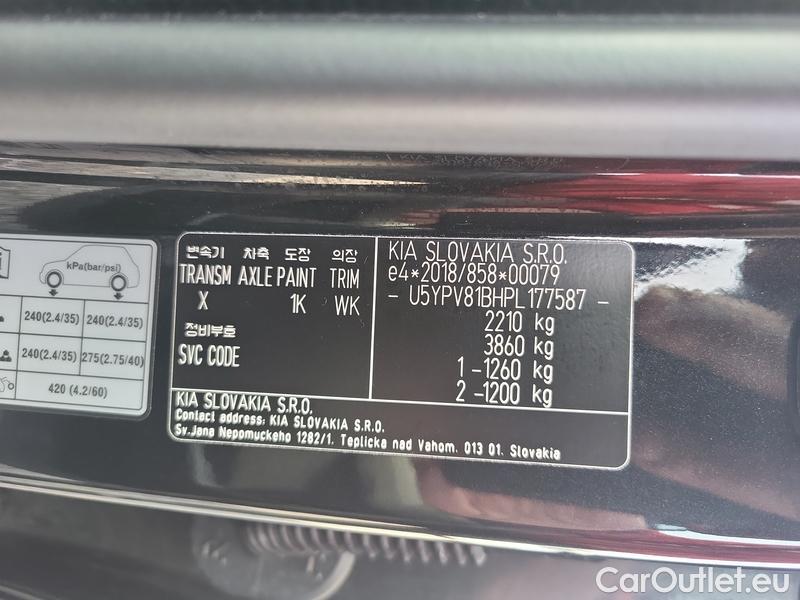 KIA SLOVAKIA S.R.O.
kPa(bar/psi)
240(2.4/35) 240(2.4/35)
240(2.4/35) 275(2.75/40)
420 (4.2/60)
변속기 차축 도장 의장
TRANSM AXLE PAINT TRIM
X 1K WK
정비부호
SVC CODE
KIA SLOVAKIA S.R.O.
e4*2018/858*00079
- U5YPV81BHPL177587 -
2210 kg
3860 kg
1 -1260 kg
2 -1200 kg
KIA SLOVAKIA S.R.O.
Contact address: KIA SLOVAKIA S.R.O.
Sv.Jana Nepomuckeho 1282/1. Teplicka nad Vahom. 013 01. Slovakia
CarOutlet.eu